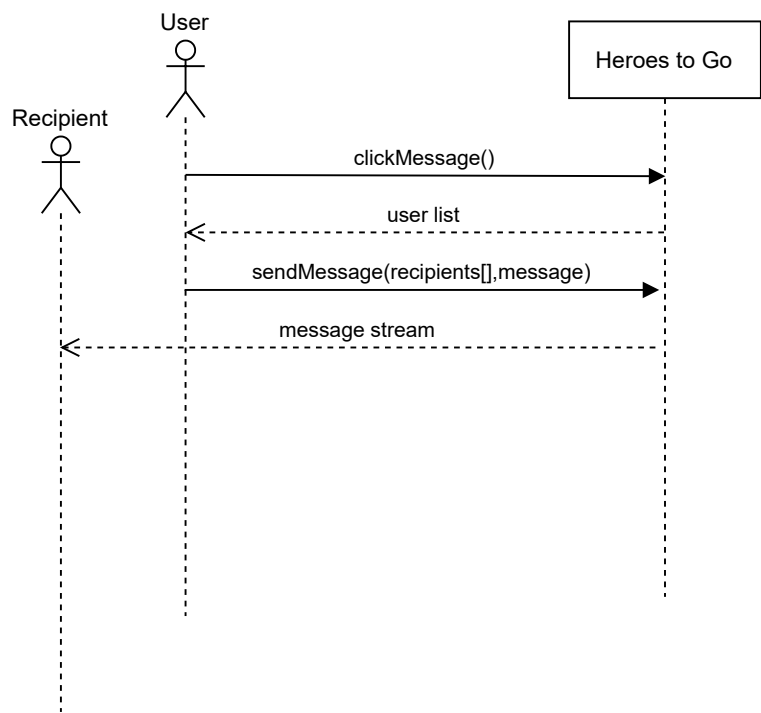 User
Heroes to Go
Recipient
clickMessage()
user list
sendMessage(recipients[],message)
message stream